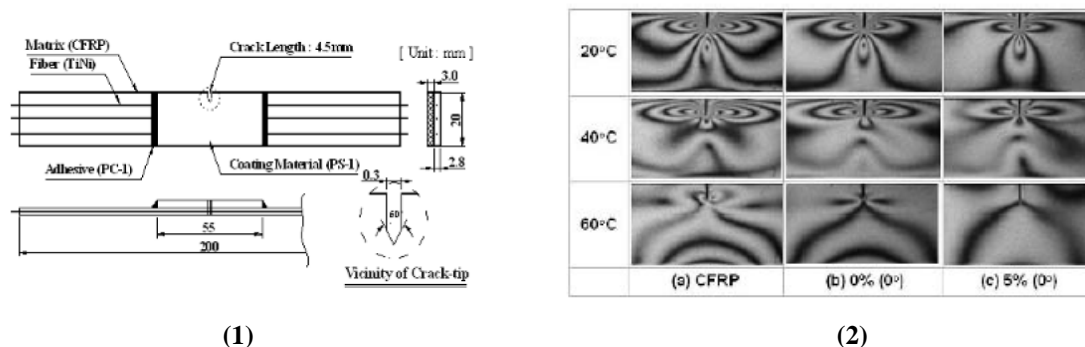 Matrix (CFRP)
Fiber (TiNi)
Crack Length : 4.5mm
[ Unit : mm ]
3.0
20
2.8
Adhesive (PC-1)
Coating Material (PS-1)
0.3
60
55
200
Vicinity of Crack-tip
(1)
20°C
40°C
60°C
(a) CFRP
(b) 0% (0°)
(c) 5% (0°)
(2)